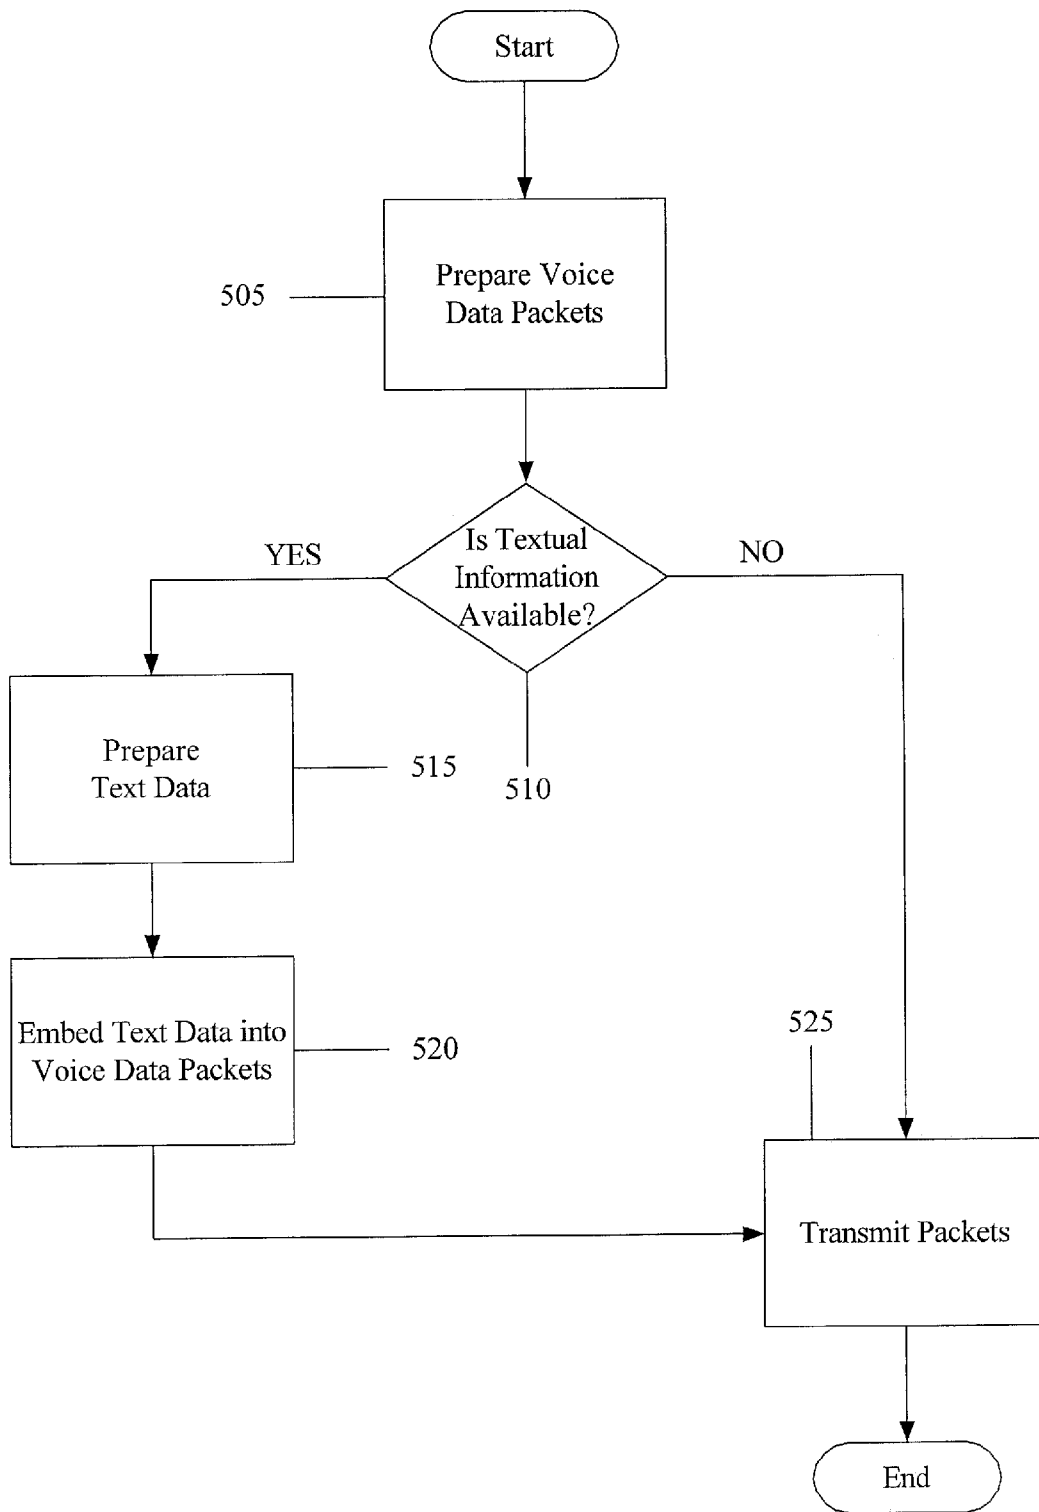 Start
Prepare Voice
Data Packets
505
Is Textual
Information
Available?
YES
NO
510
Prepare
Text Data
515
Embed Text Data into
Voice Data Packets
520
525
Transmit Packets
End